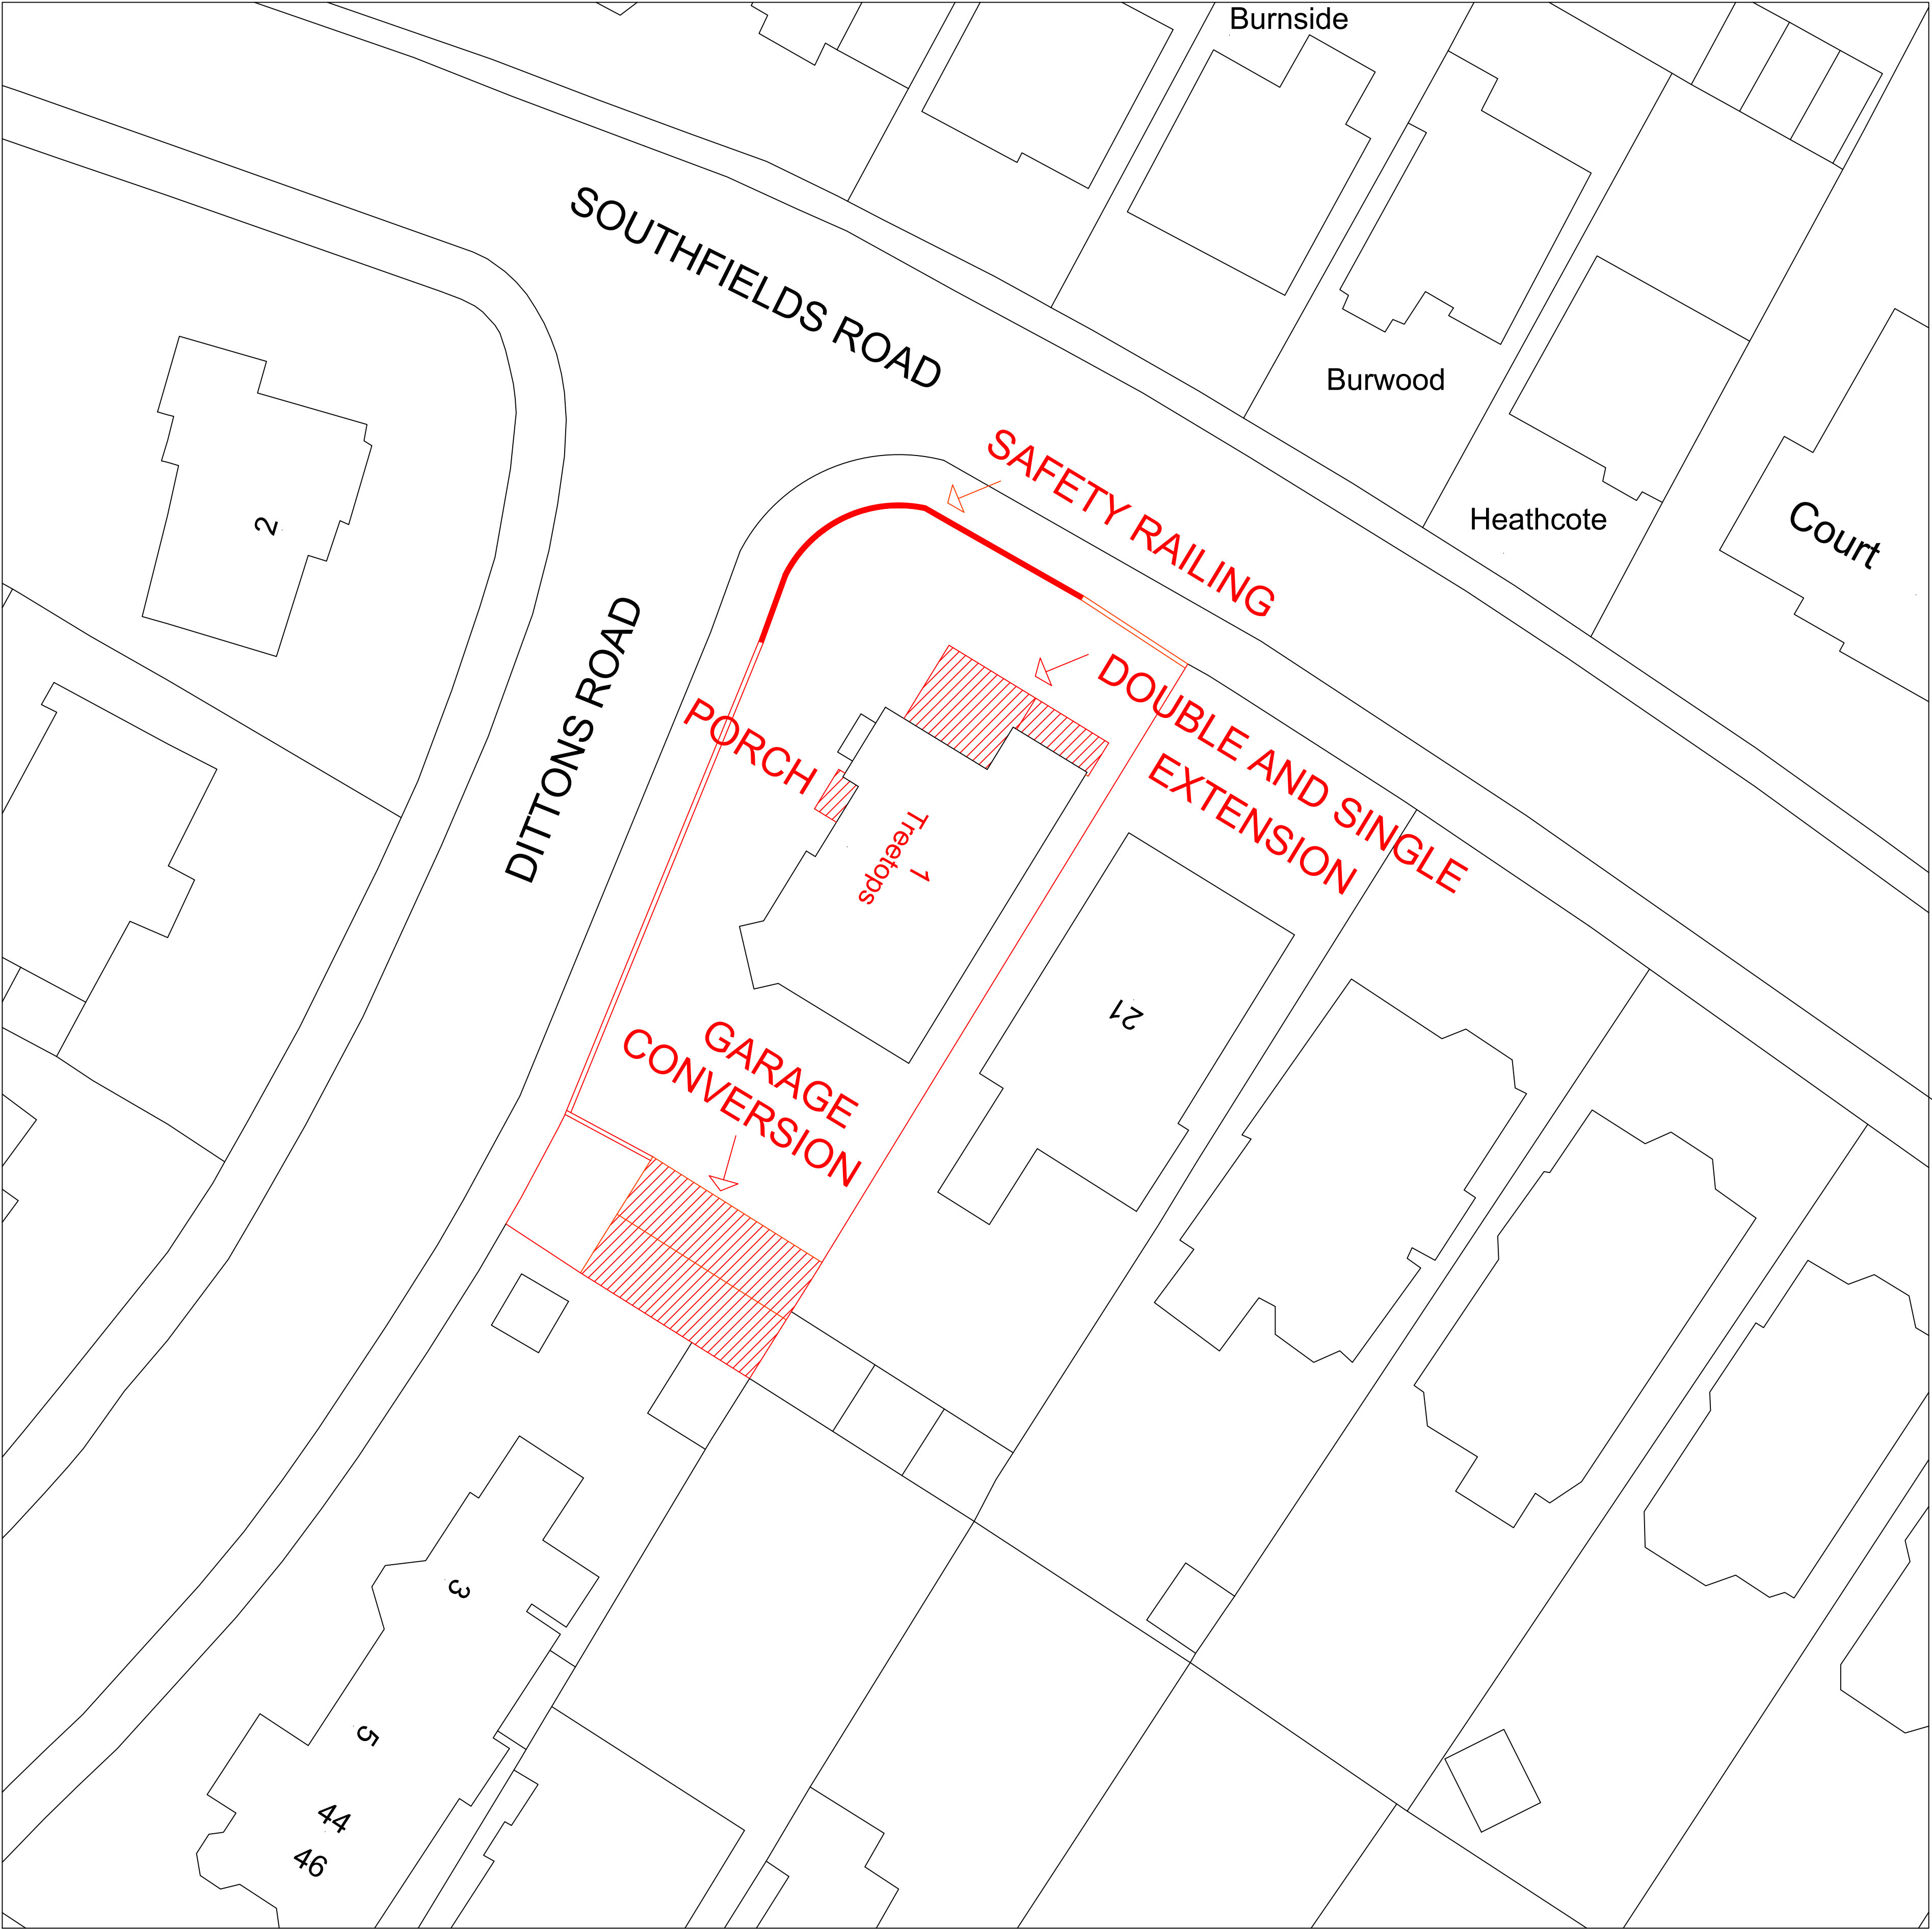 Burnside
SOUTHFIELDS ROAD
Burwood
SAFETY RAILING
Heathcote
Court
2
DITTONS ROAD
PORCH
DOUBLE AND SINGLE
EXTENSION
1
Treetops
21
GARAGE
CONVERSION
3
5
44
46